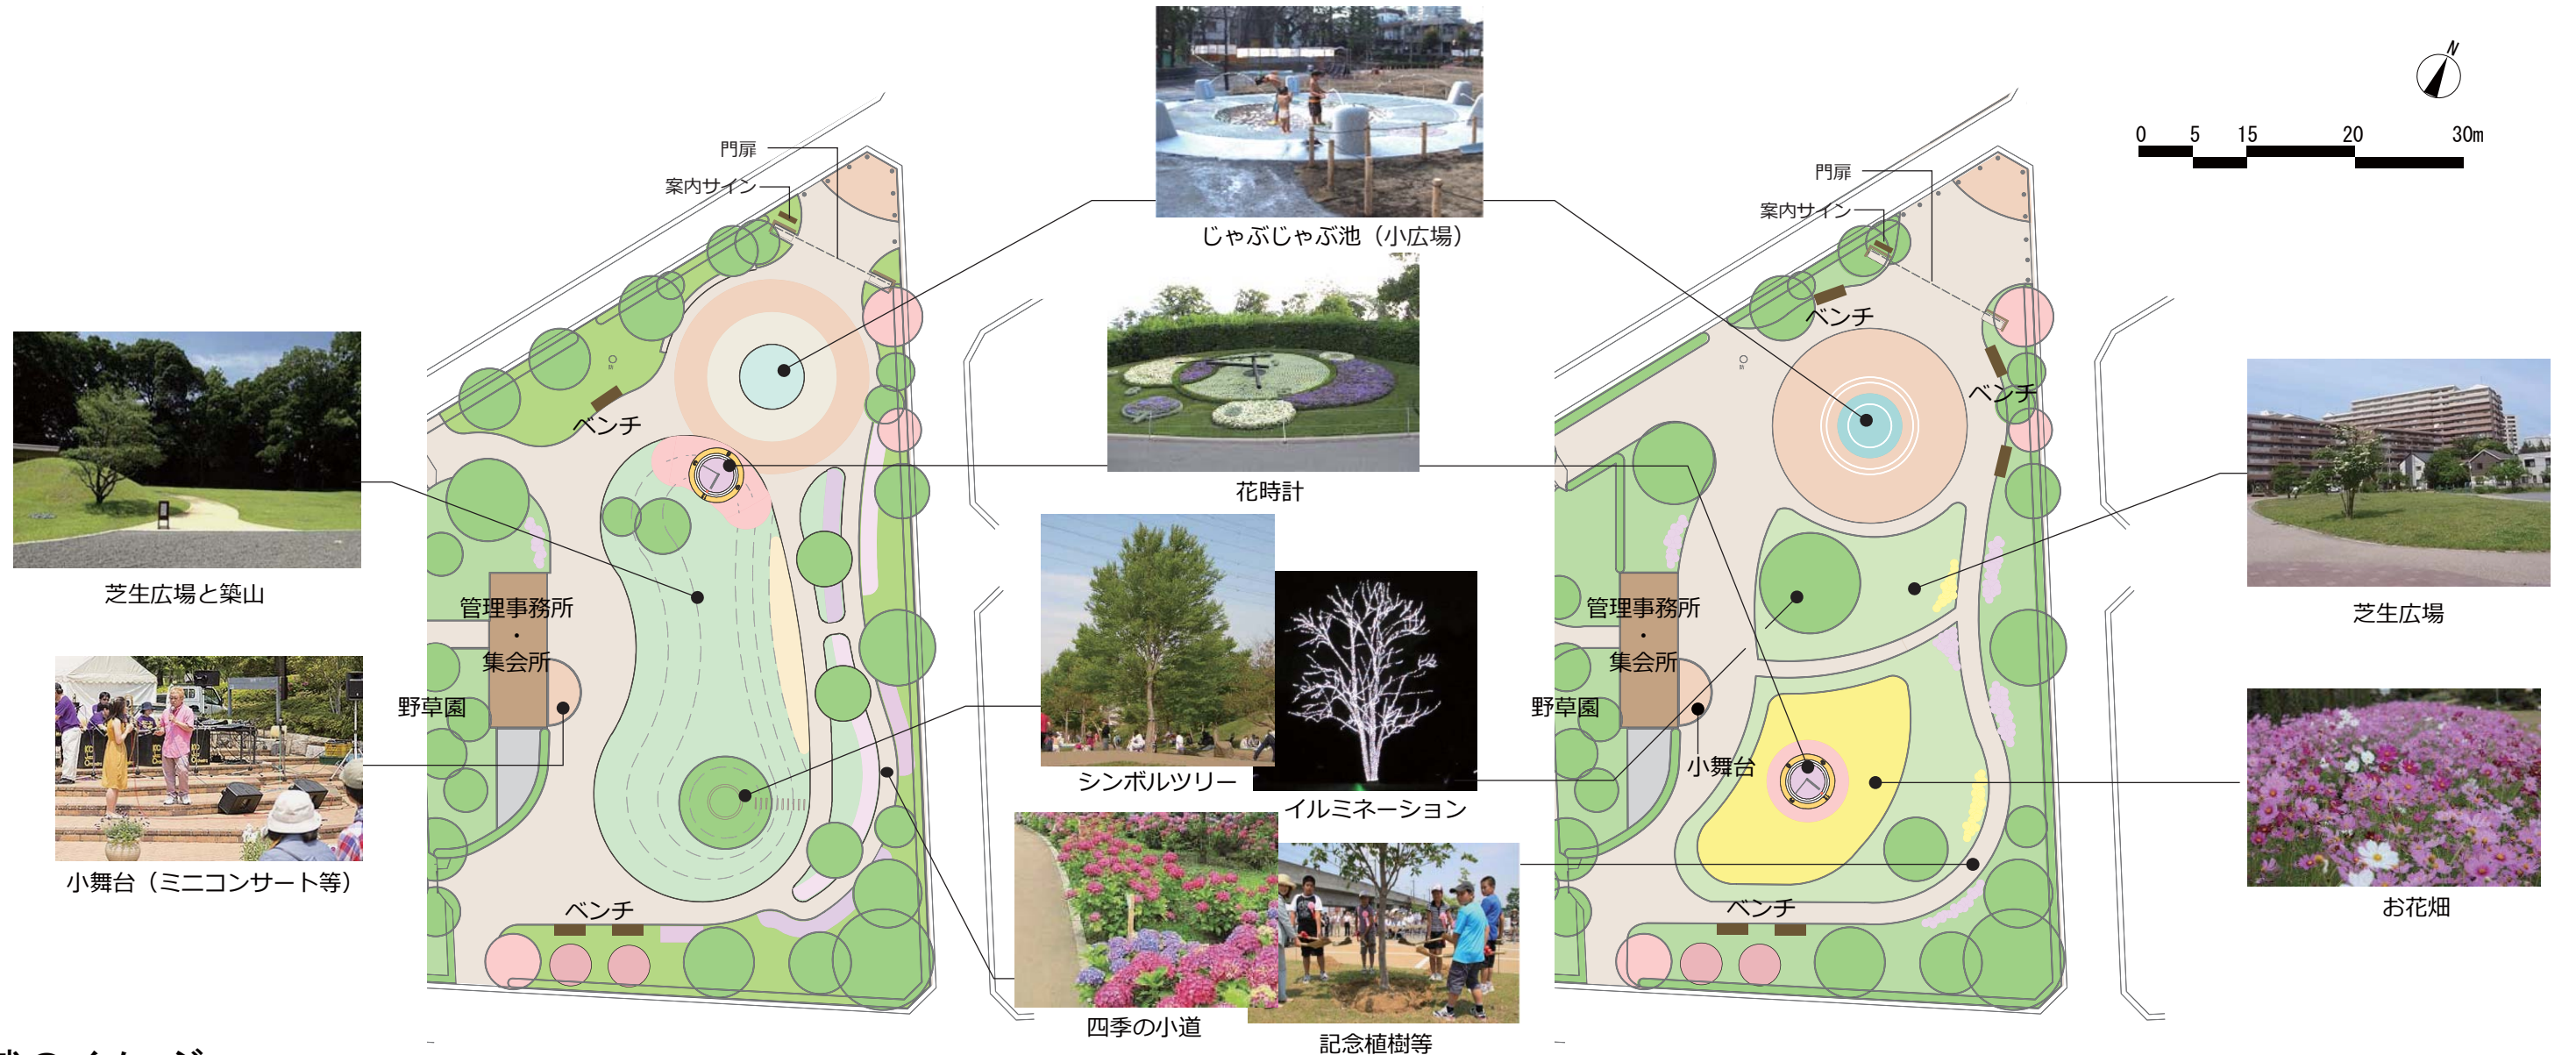 門扉
案内サイン
ベンチ
芝生広場と築山
管理事務所
・
集会所
野草園
小舞台（ミニコンサート等）
ベンチ
じゃぶじゃぶ池（小広場）
花時計
シンボルツリー
イルミネーション
四季の小道
記念植樹等
N
0 5 15 20 30m
門扉
案内サイン
ベンチ
ベンチ
芝生広場
管理事務所
・
集会所
野草園
小舞台
ベンチ
お花畑
のイメージ